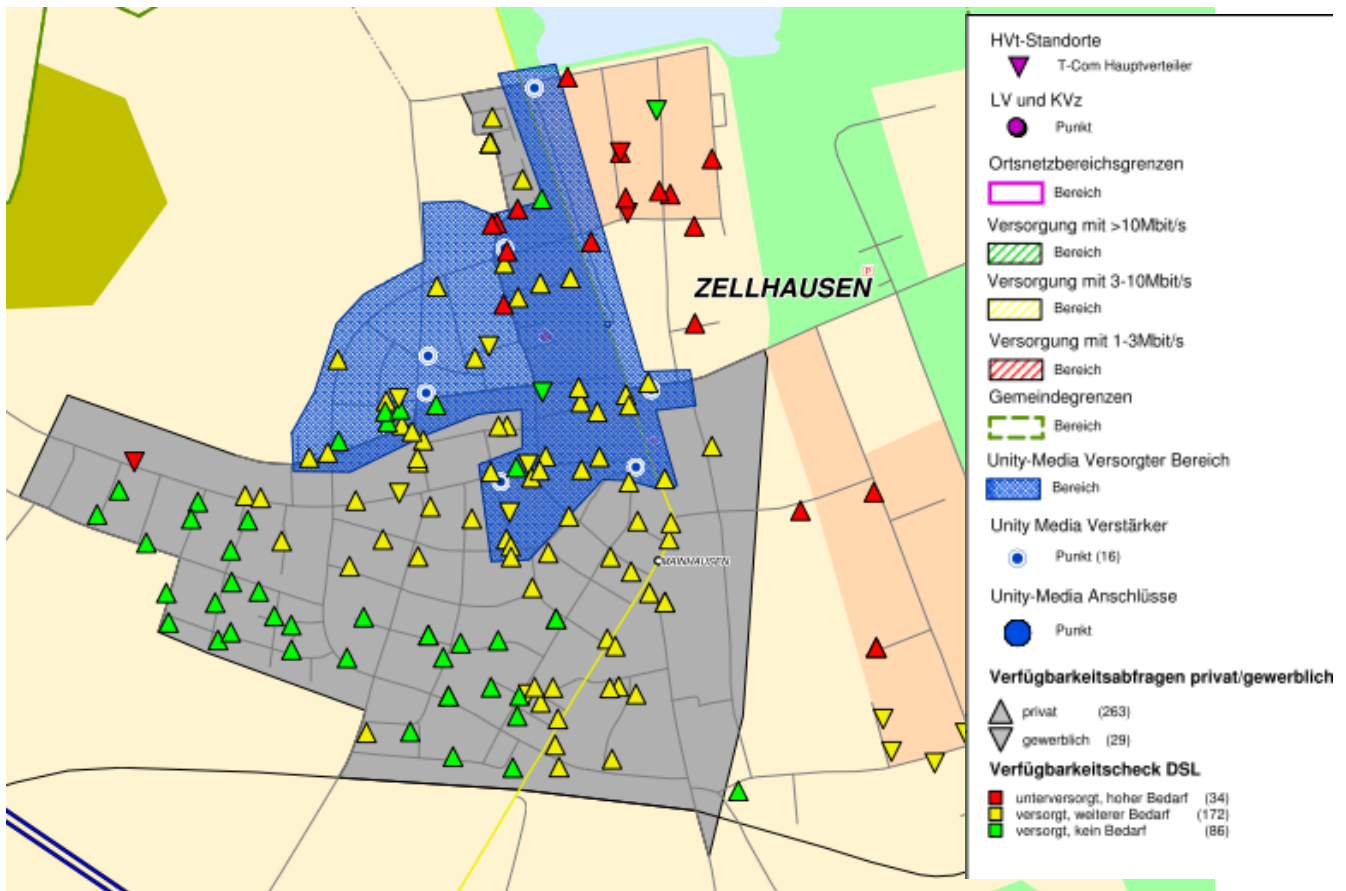 ZELLHAUSEN
P
MAINHAUSEN
HVt-Standorte
T-Com Hauptverteiler
LV und KVz
Punkt
Ortsnetzbereichsgrenzen
Bereich
Versorgung mit >10Mbit/s
Bereich
Versorgung mit 3-10Mbit/s
Bereich
Versorgung mit 1-3Mbit/s
Bereich
Gemeindegrenzen
Bereich
Unity-Media Versorgter Bereich
Bereich
Unity Media Verstärker
Punkt (16)
Unity-Media Anschlüsse
Punkt
Verfügbarkeitsabfragen privat/gewerblich
privat (263)
gewerblich (29)
Verfügbarkeitscheck DSL
unterversorgt, hoher Bedarf (34)
versorgt, weiterer Bedarf (172)
versorgt, kein Bedarf (86)